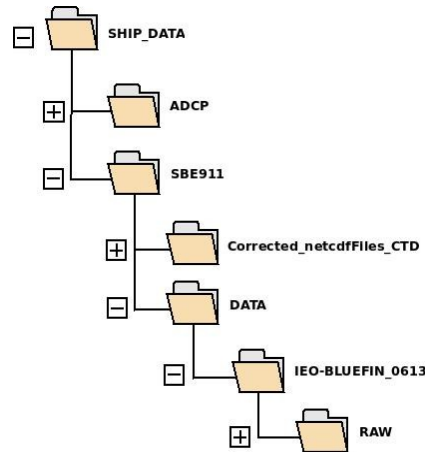 SHIP_DATA
ADCP
SBE911
Corrected_netcdfFiles_CTD
DATA
IEO-BLUEFIN_0613
RAW